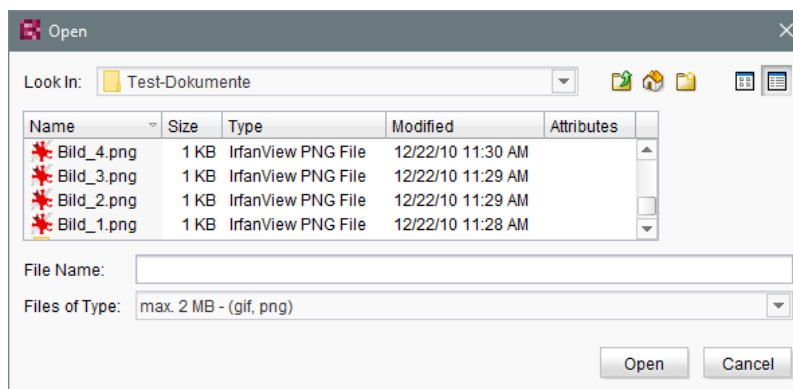 Open
Look In: Test-Dokumente
Name Size Type Modified Attributes
Bild_4.png 1 KB IrfanView PNG File 12/22/10 11:30 AM
Bild_3.png 1 KB IrfanView PNG File 12/22/10 11:29 AM
Bild_2.png 1 KB IrfanView PNG File 12/22/10 11:29 AM
Bild_1.png 1 KB IrfanView PNG File 12/22/10 11:28 AM
File Name:
Files of Type: max. 2 MB - (gif, png)
Open Cancel